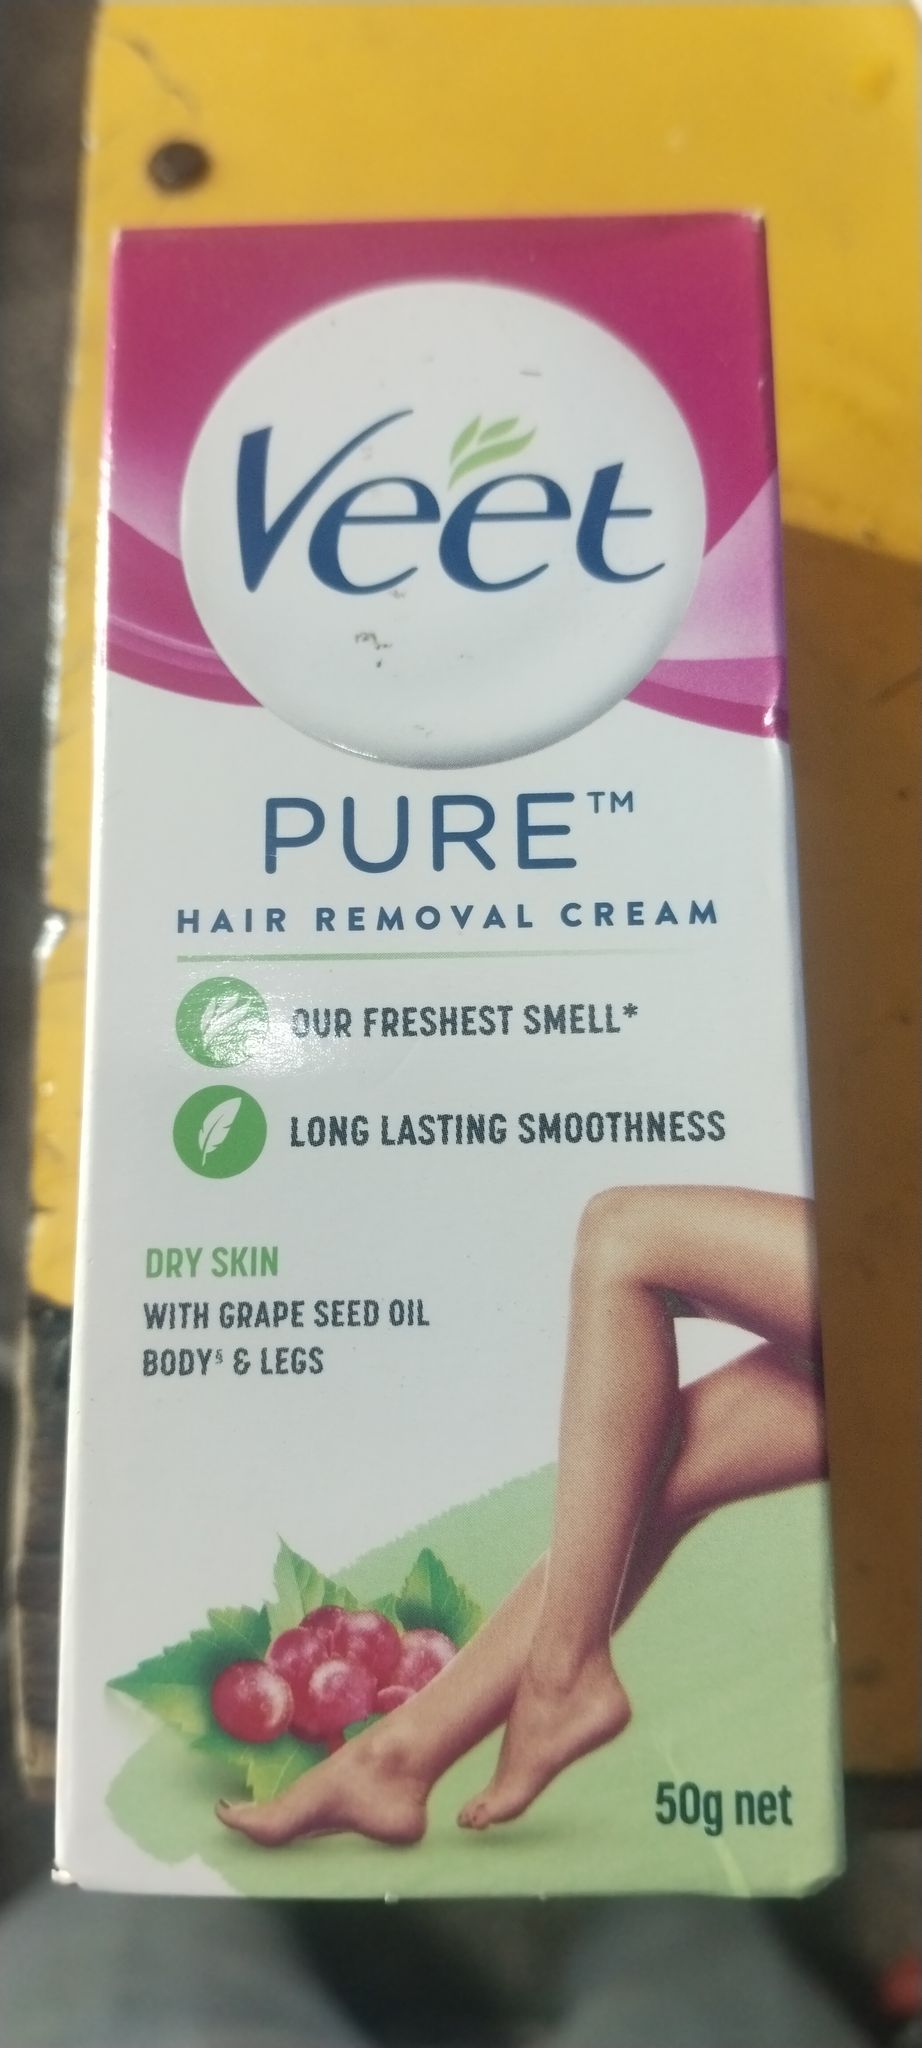 Veet
PURE™
HAIR REMOVAL CREAM
OUR FRESHEST SMELL*
LONG LASTING SMOOTHNESS
DRY SKIN
WITH GRAPE SEED OIL
BODY§ & LEGS
50g net